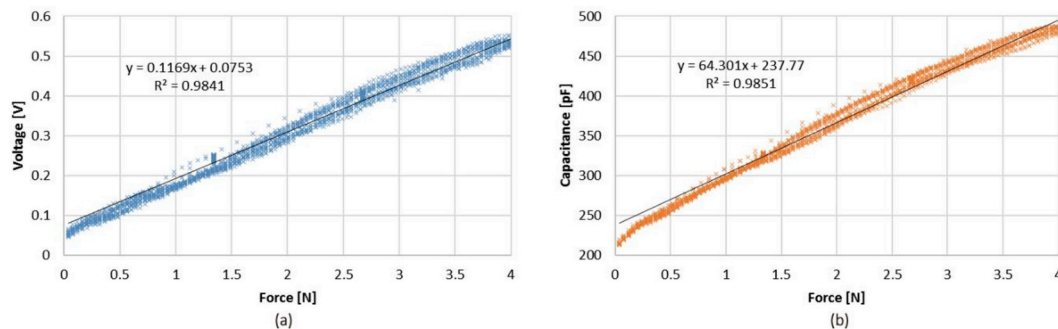 0.6
0.5
0.4
0.3
0.2
0.1
0
Voltage [V]
y = 0.1169x + 0.0753
R² = 0.9841
0 0.5 1 1.5 2 2.5 3 3.5 4
Force [N]
(a)
500
450
400
350
300
250
200
Capacitance [pF]
y = 64.301x + 237.77
R² = 0.9851
0 0.5 1 1.5 2 2.5 3 3.5 4
Force [N]
(b)